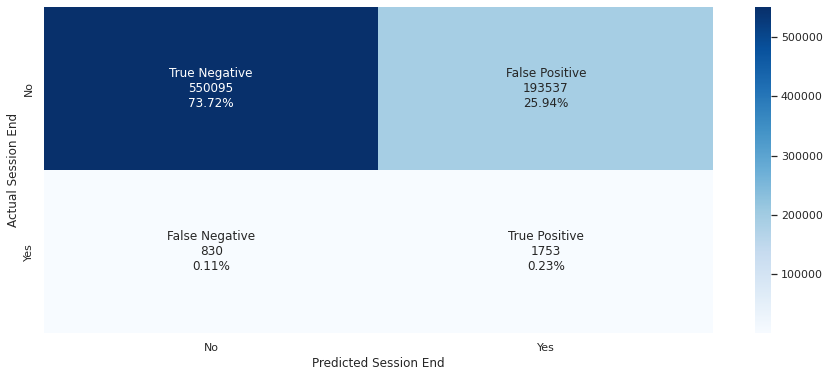 True Negative
550095
73.72%
False Positive
193537
25.94%
False Negative
830
0.11%
True Positive
1753
0.23%
No
Yes
Actual Session End
No
Yes
Predicted Session End
500000
400000
300000
200000
100000